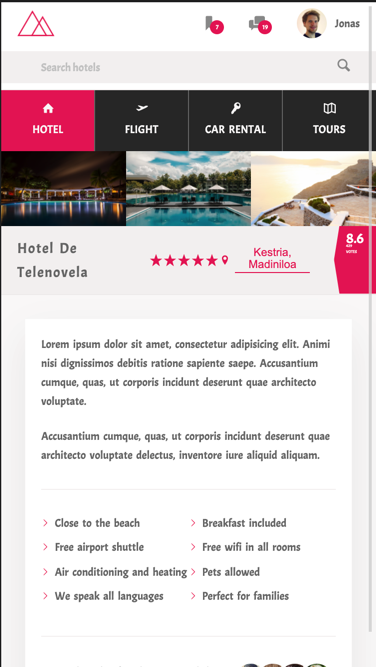 7
19
Jonas
Search hotels
HOTEL
FLIGHT
CAR RENTAL
TOURS
Hotel De
Telenovela
Kestria,
Madiniloa
8.6
VOTES
Lorem ipsum dolor sit amet, consectetur adipisicing elit. Animi
nisi dignissimos debitis ratione sapiente saepe. Accusantium
cumque, quas, ut corporis incidunt deserunt quae architecto
voluptate.
Accusantium cumque, quas, ut corporis incidunt deserunt quae
architecto voluptate delectus, inventore iure aliquid aliquam.
Close to the beach
Breakfast included
Free airport shuttle
Free wifi in all rooms
Air conditioning and heating
Pets allowed
We speak all languages
Perfect for families